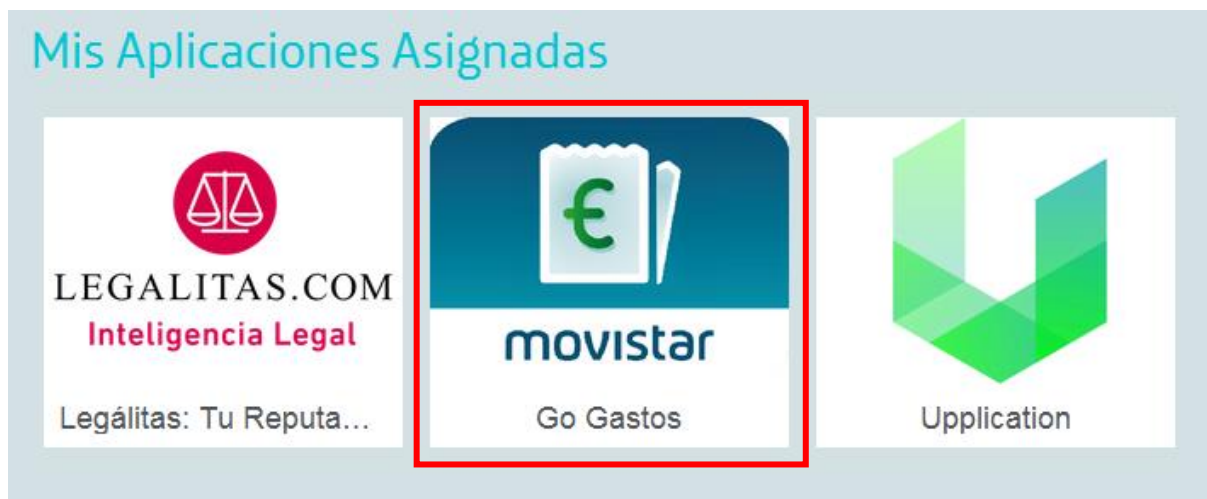 Mis Aplicaciones Asignadas
LEGALITAS.COM
Inteligencia Legal
Legálitas: Tu Reputa...
€
movistar
Go Gastos
Upplication